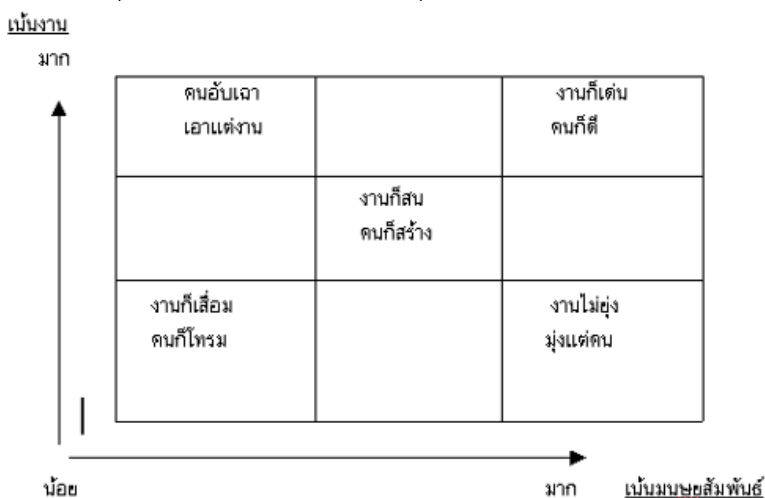 เน้นงาน
มาก
คนอับเฉา
เอาแต่งาน
งานก็เด่น
คนก็ดี
งานก็สน
คนก็สร้าง
งานก็เสื่อม
คนก็โทรม
งานไม่ยุ่ง
มุ่งแต่คน
น้อย
มาก
เน้นมนุษยสัมพันธ์